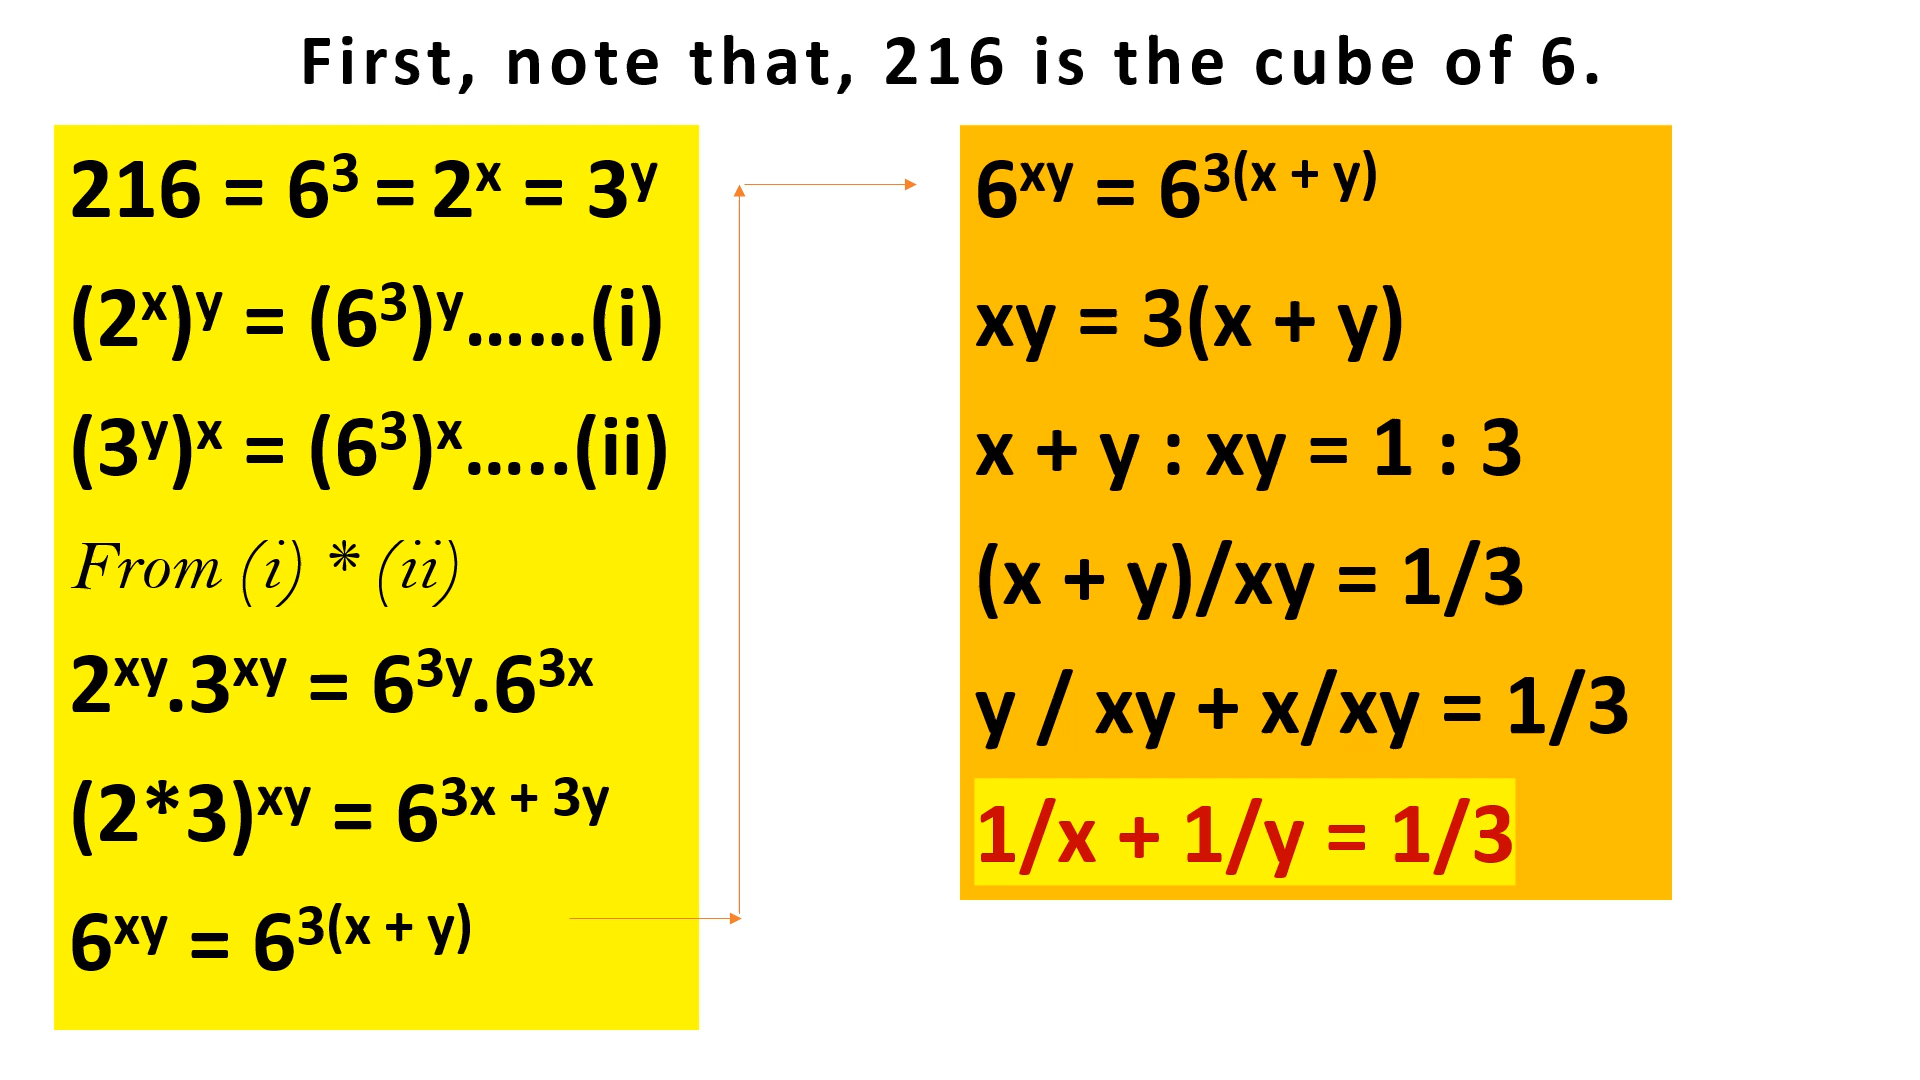 First, note that, 216 is the cube of 6.
216 = 6³ = 2ˣ = 3ʸ
(2ˣ)ʸ = (6³)ʸ......(i)
(3ʸ)ˣ = (6³)ˣ.....(ii)
From (i) * (ii)
2ˣʸ.3ˣʸ = 6³ʸ.6³ˣ
(2*3)ˣʸ = 6³ˣ ⁺ ³ʸ
6ˣʸ = 6³⁽ˣ ⁺ ʸ⁾
6ˣʸ = 6³⁽ˣ ⁺ ʸ⁾
xy = 3(x + y)
x + y : xy = 1 : 3
(x + y)/xy = 1/3
y / xy + x/xy = 1/3
1/x + 1/y = 1/3